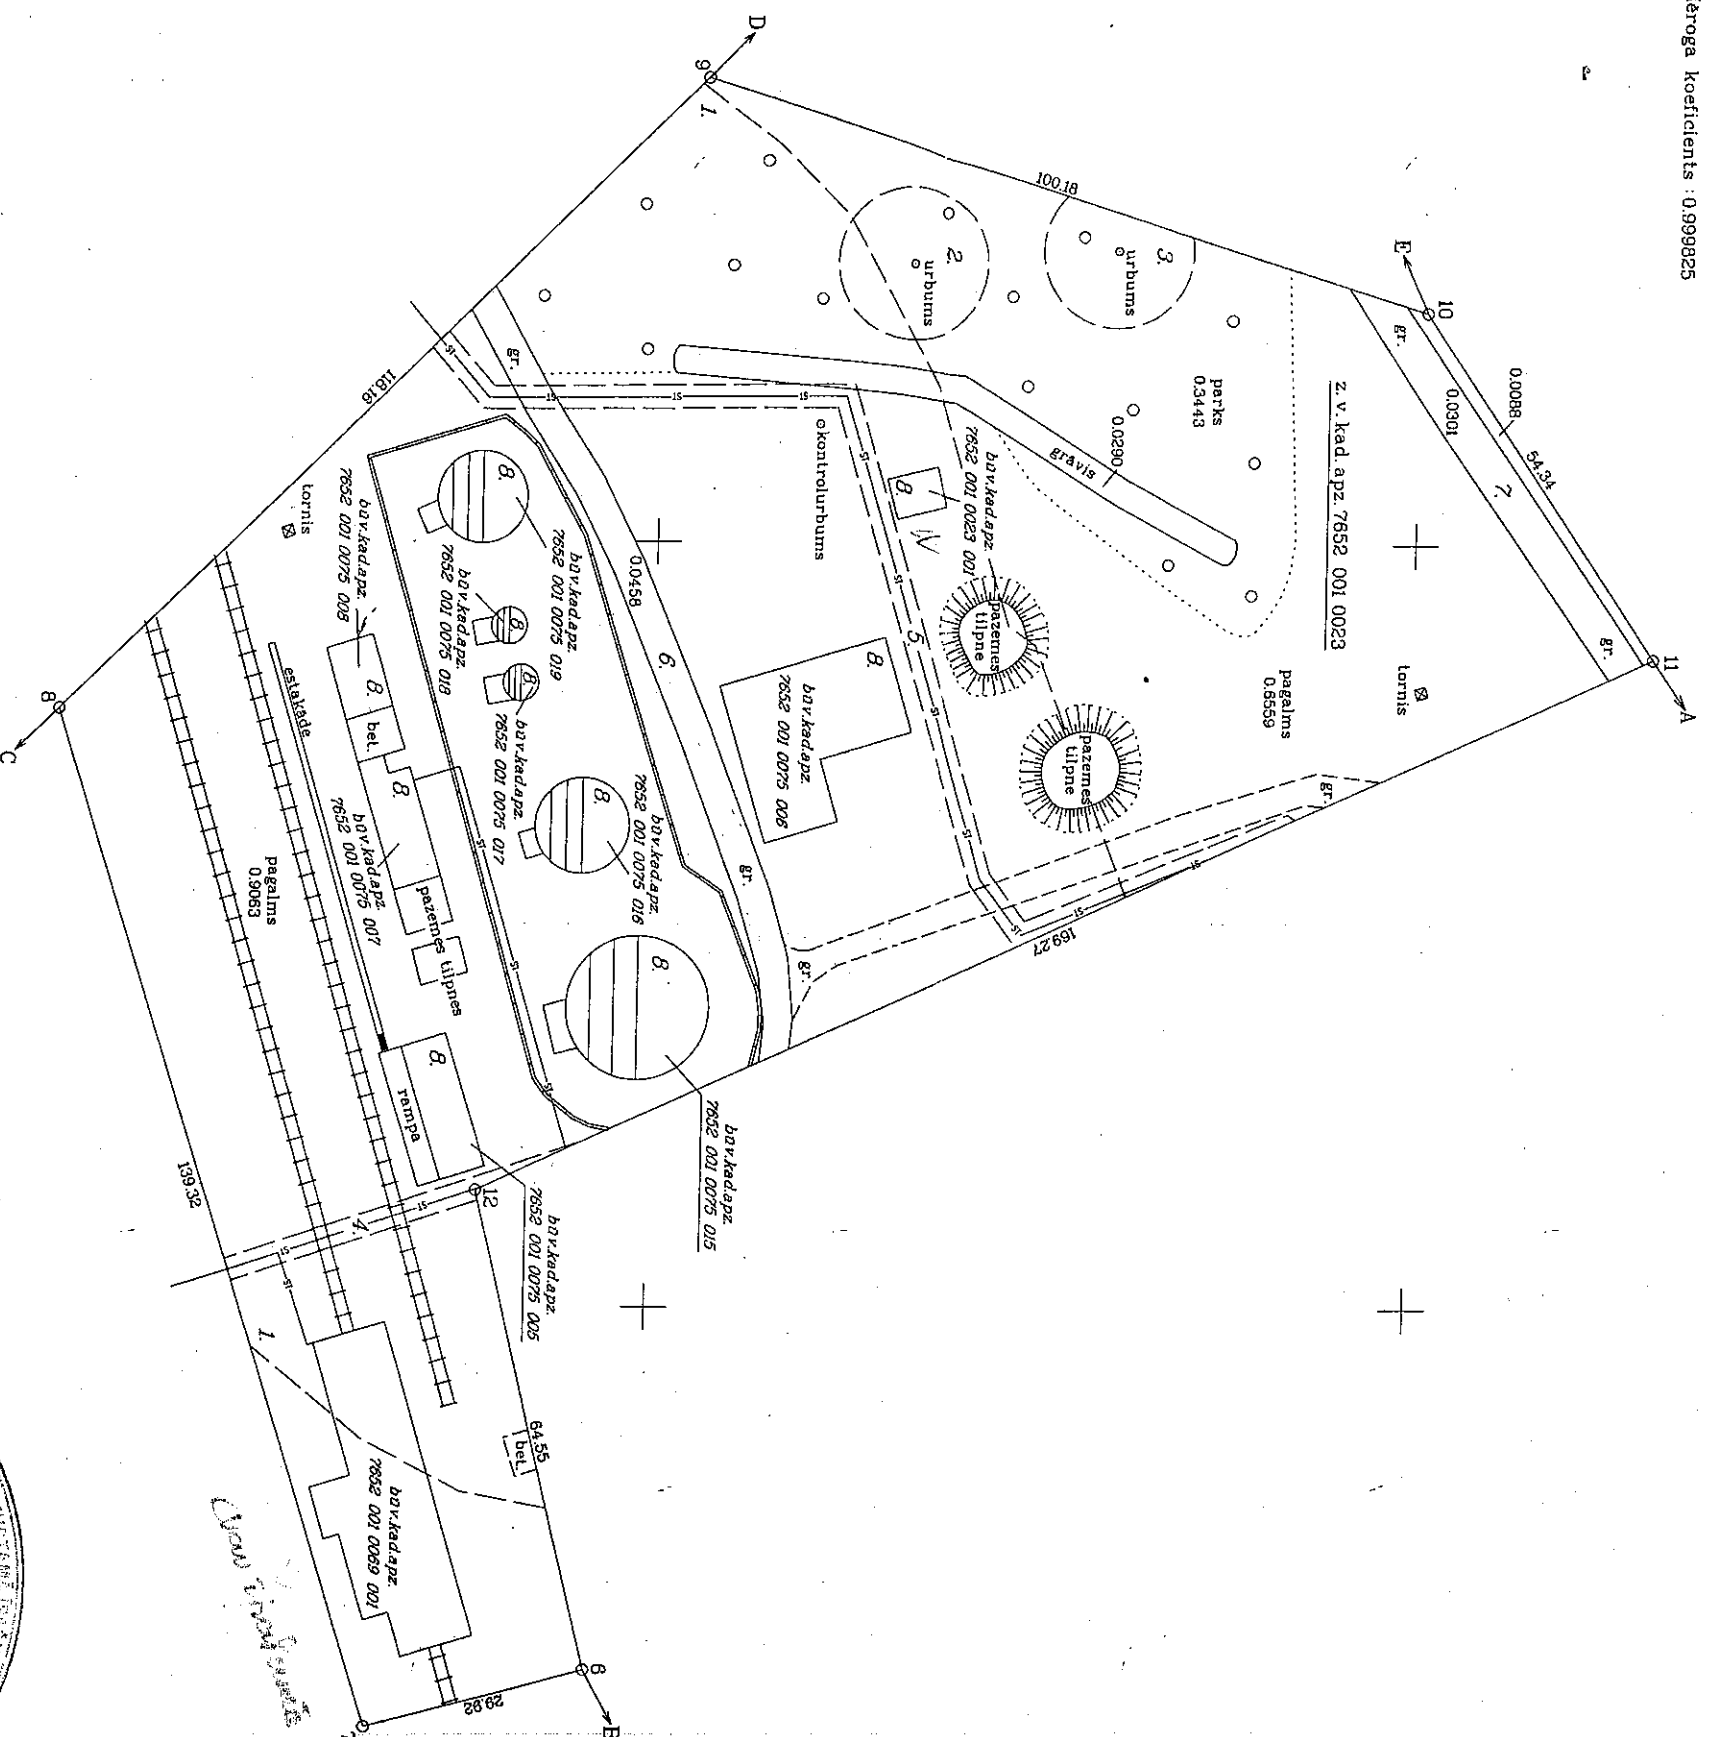 koeficients : 0.999825
D
9
1.
100.18
E
10
gr.
0.0301
0.0088
54.34
7.
gr.
11
A
z. v. kad. apz. 7652 001 0023
3.
urbums
2.
urbums
parks
0.3443
0.0290
grāvis
tornis
pagalms
0.6559
būv.kad.apz.
7652 001 0023 001
8.
kontrolurbums
pazemes
tilpne
pazemes
tilpne
5.
gr.
169.27
gr.
gr.
būv.kad.apz.
7652 001 0075 006
8.
6.
0.0458
gr.
118.16
8.
būv.kad.apz.
7652 001 0075 019
8.
būv.kad.apz.
7652 001 0075 018
8.
būv.kad.apz.
7652 001 0075 017
8.
būv.kad.apz.
7652 001 0075 016
8.
būv.kad.apz.
7652 001 0075 015
tornis
būv.kad.apz.
7652 001 0075 008
8.
bet.
8.
būv.kad.apz.
7652 001 0075 007
pazemes tilpnes
estakāde
pagalms
0.9063
8.
rampa
būv.kad.apz.
7652 001 0075 005
12
4.
8
C
139.32
1.
64.55
bet.
būv.kad.apz.
7652 001 0069 001
6
B
29.92